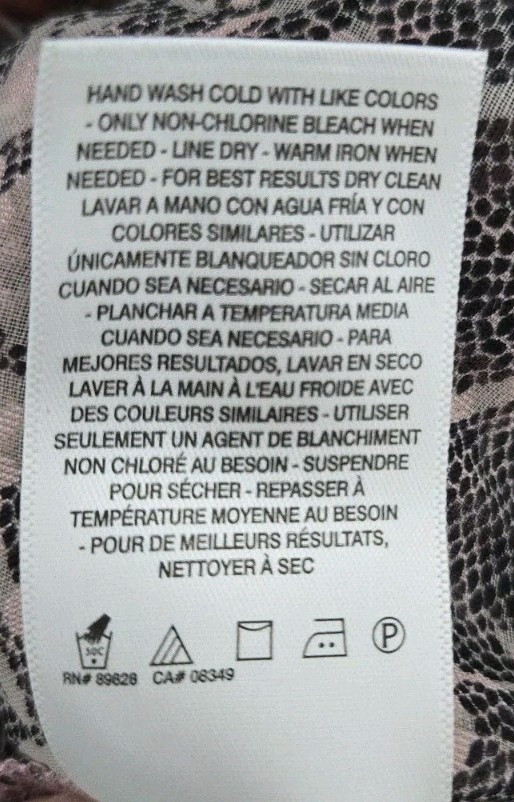 HAND WASH COLD WITH LIKE COLORS
- ONLY NON-CHLORINE BLEACH WHEN
NEEDED - LINE DRY - WARM IRON WHEN
NEEDED - FOR BEST RESULTS DRY CLEAN
LAVAR A MANO CON AGUA FRÍA Y CON
COLORES SIMILARES - UTILIZAR
ÚNICAMENTE BLANQUEADOR SIN CLORO
CUANDO SEA NECESARIO - SECAR AL AIRE
- PLANCHAR A TEMPERATURA MEDIA
CUANDO SEA NECESARIO - PARA
MEJORES RESULTADOS, LAVAR EN SECO
LAVER À LA MAIN À L'EAU FROIDE AVEC
DES COULEURS SIMILAIRES - UTILISER
SEULEMENT UN AGENT DE BLANCHIMENT
NON CHLORÉ AU BESOIN - SUSPENDRE
POUR SÉCHER - REPASSER À
TEMPÉRATURE MOYENNE AU BESOIN
- POUR DE MEILLEURS RÉSULTATS,
NETTOYER À SEC
30C P
RN# 89828 CA# 08349